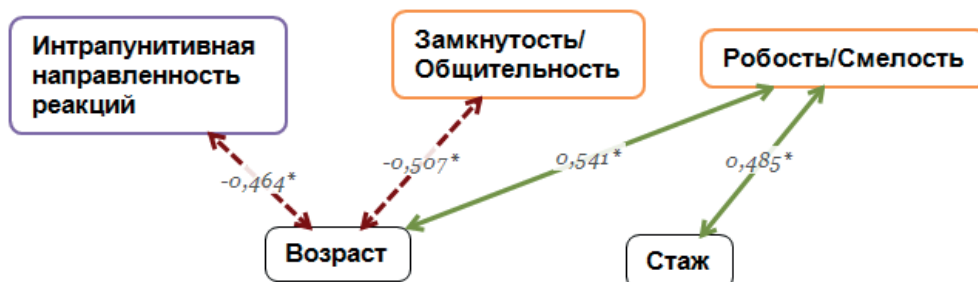 Интрапунитивная
направленность
реакций
Замкнутость/
Общительность
Робость/Смелость
-0,464*
-0,507*
0,541*
0,485*
Возраст
Стаж